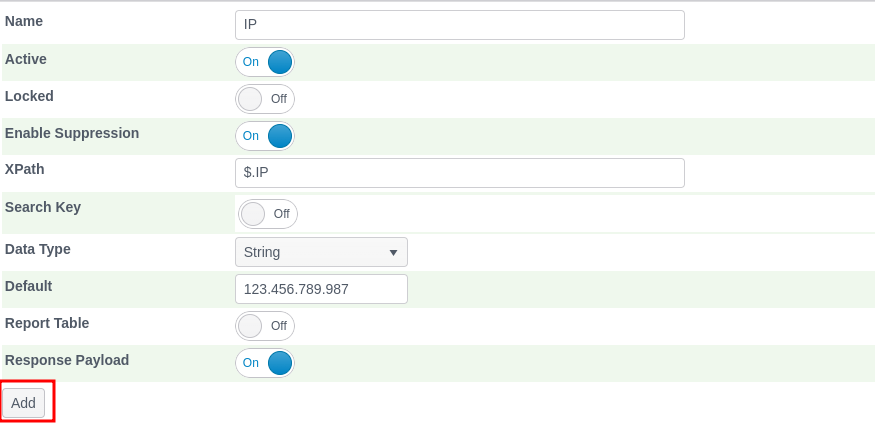 Name IP
Active On
Locked Off
Enable Suppression On
XPath $.IP
Search Key Off
Data Type String
Default 123.456.789.987
Report Table Off
Response Payload On
Add